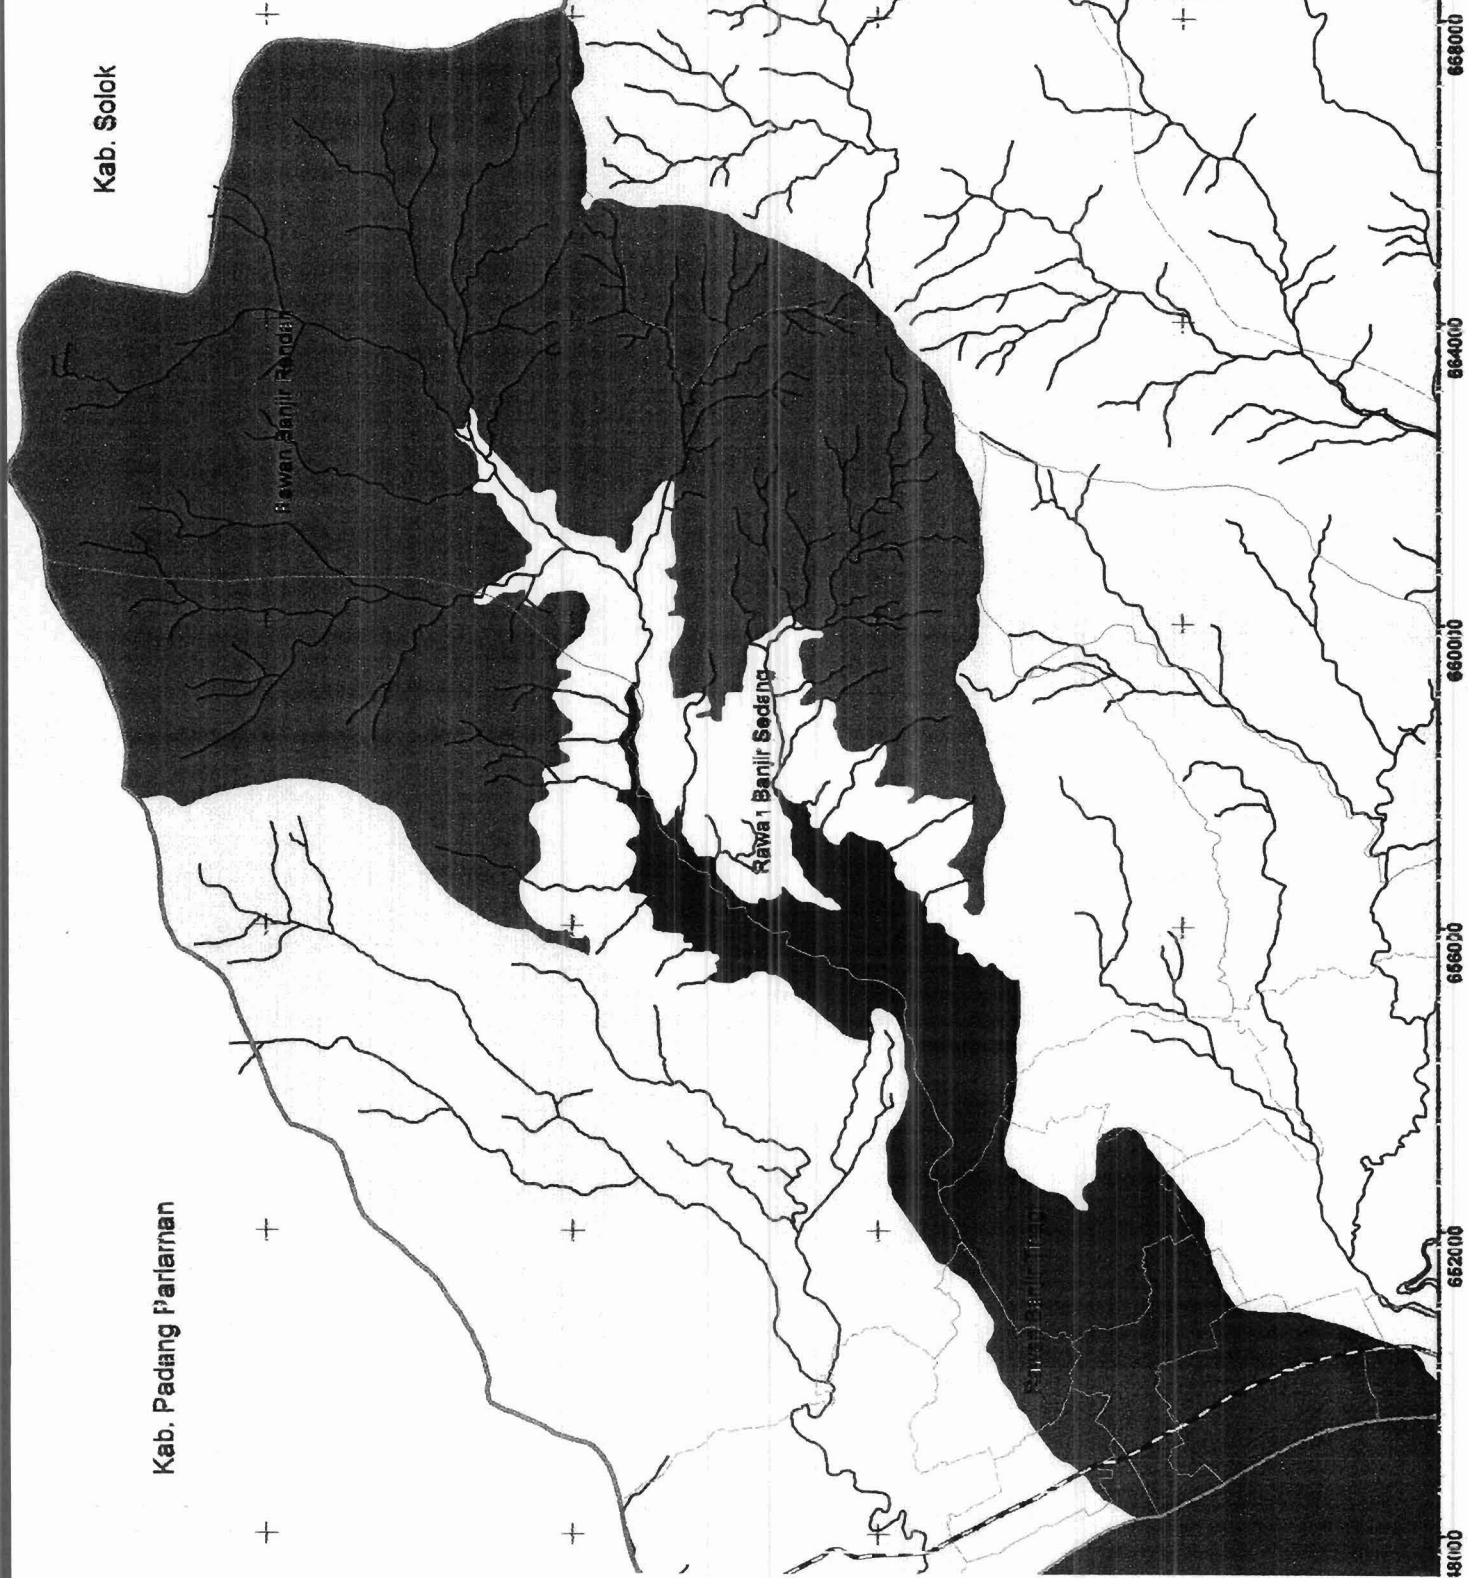 Kab. Solok
Rawan Banjir Rendah
Kab. Padang Pariaman
Rawan Banjir Sedang
Rawan Banjir Tinggi
668000
664000
660000
656000
652000